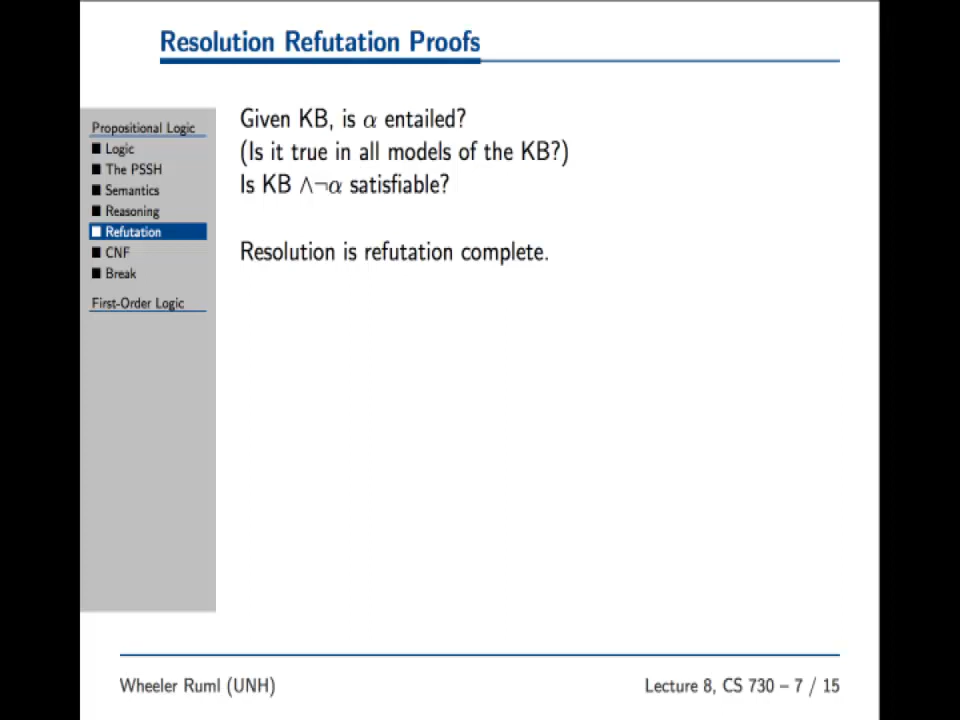 Resolution Refutation Proofs
Propositional Logic
Logic
The PSSH
Semantics
Reasoning
Refutation
CNF
Break
First-Order Logic
Given KB, is α entailed?
(Is it true in all models of the KB?)
Is KB ∧¬α satisfiable?
Resolution is refutation complete.
Wheeler Ruml (UNH)
Lecture 8, CS 730 – 7 / 15